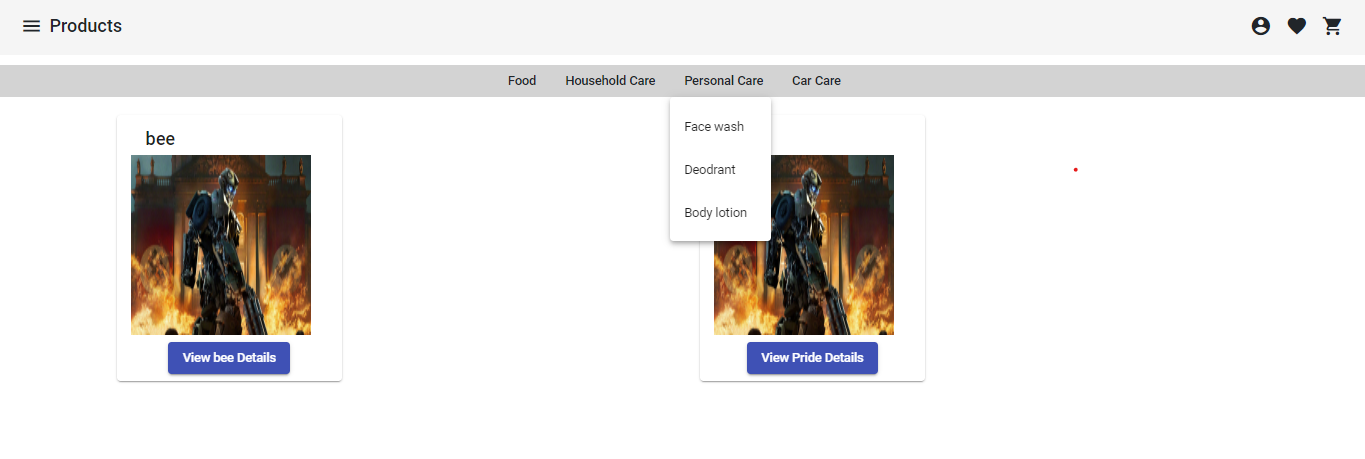 Products
Food Household Care Personal Care Car Care
Face wash
Deodrant
Body lotion
bee
View bee Details
View Pride Details